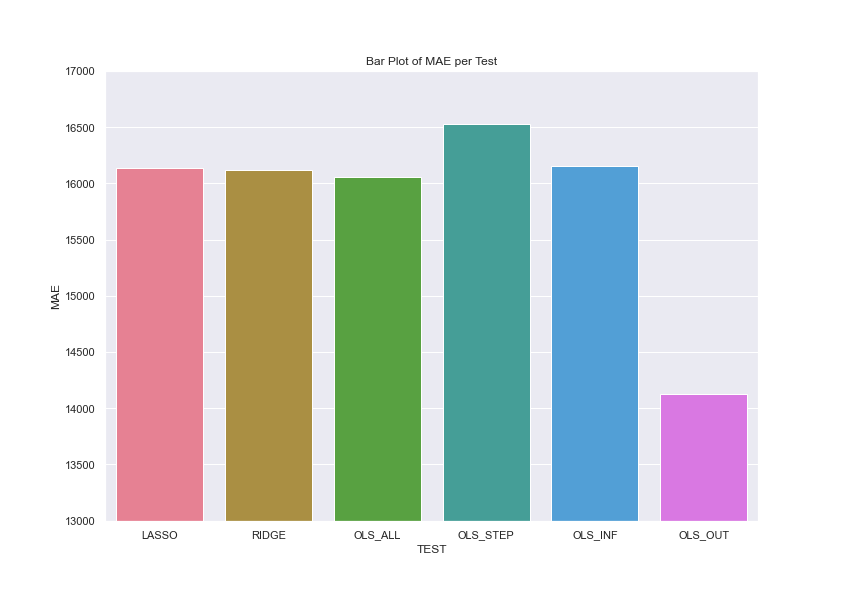 Bar Plot of MAE per Test
17000
16500
16000
15500
15000
14500
14000
13500
13000
MAE
LASSO RIDGE OLS_ALL OLS_STEP OLS_INF OLS_OUT
TEST